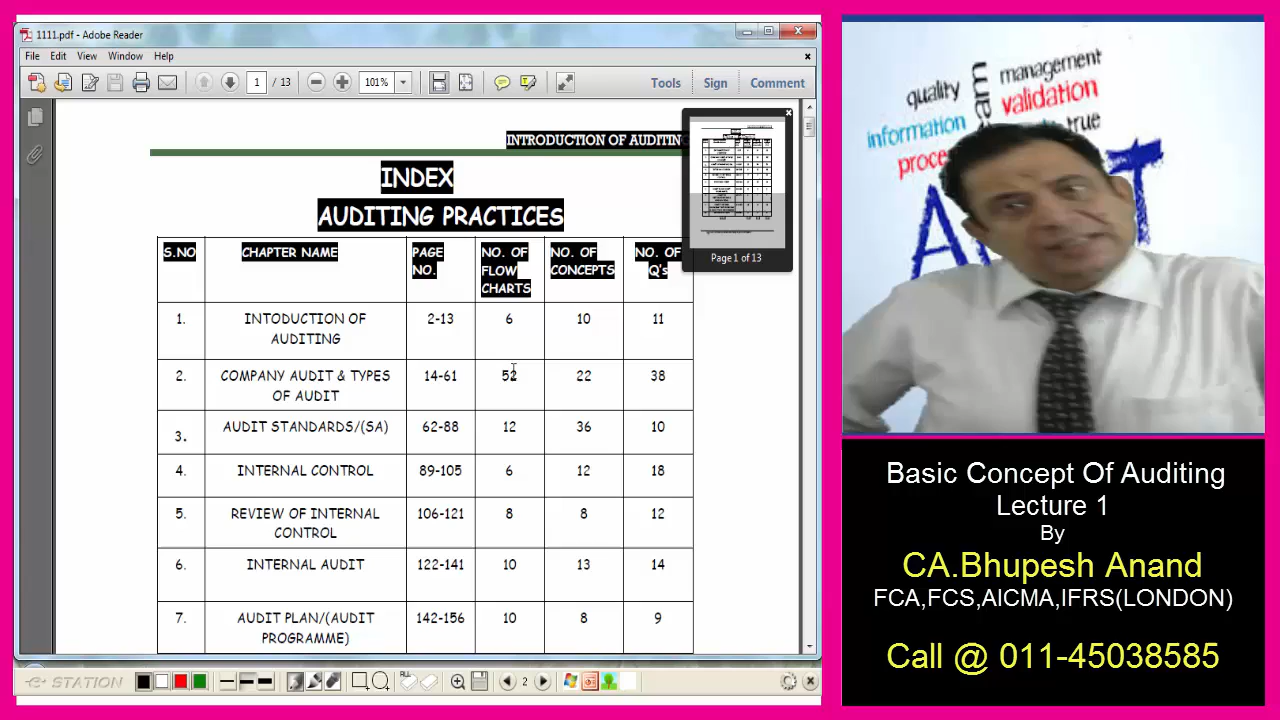 1111.pdf - Adobe Reader
File Edit View Window Help
1 / 13 101% Tools Sign Comment
INTRODUCTION OF AUDITING
INDEX
AUDITING PRACTICES
S.NO CHAPTER NAME PAGE NO. NO. OF FLOW CHARTS NO. OF CONCEPTS NO. OF Q's
1. INTODUCTION OF AUDITING 2-13 6 10 11
2. COMPANY AUDIT & TYPES OF AUDIT 14-61 52 22 38
3. AUDIT STANDARDS/(SA) 62-88 12 36 10
4. INTERNAL CONTROL 89-105 6 12 18
5. REVIEW OF INTERNAL CONTROL 106-121 8 8 12
6. INTERNAL AUDIT 122-141 10 13 14
7. AUDIT PLAN/(AUDIT PROGRAMME) 142-156 10 8 9
Page 1 of 13
e-STATION
ALL
2
quality
management
information
validation
true
AUDIT
Basic Concept Of Auditing
Lecture 1
By
CA.Bhupesh Anand
FCA,FCS,AICMA,IFRS(LONDON)
Call @ 011-45038585